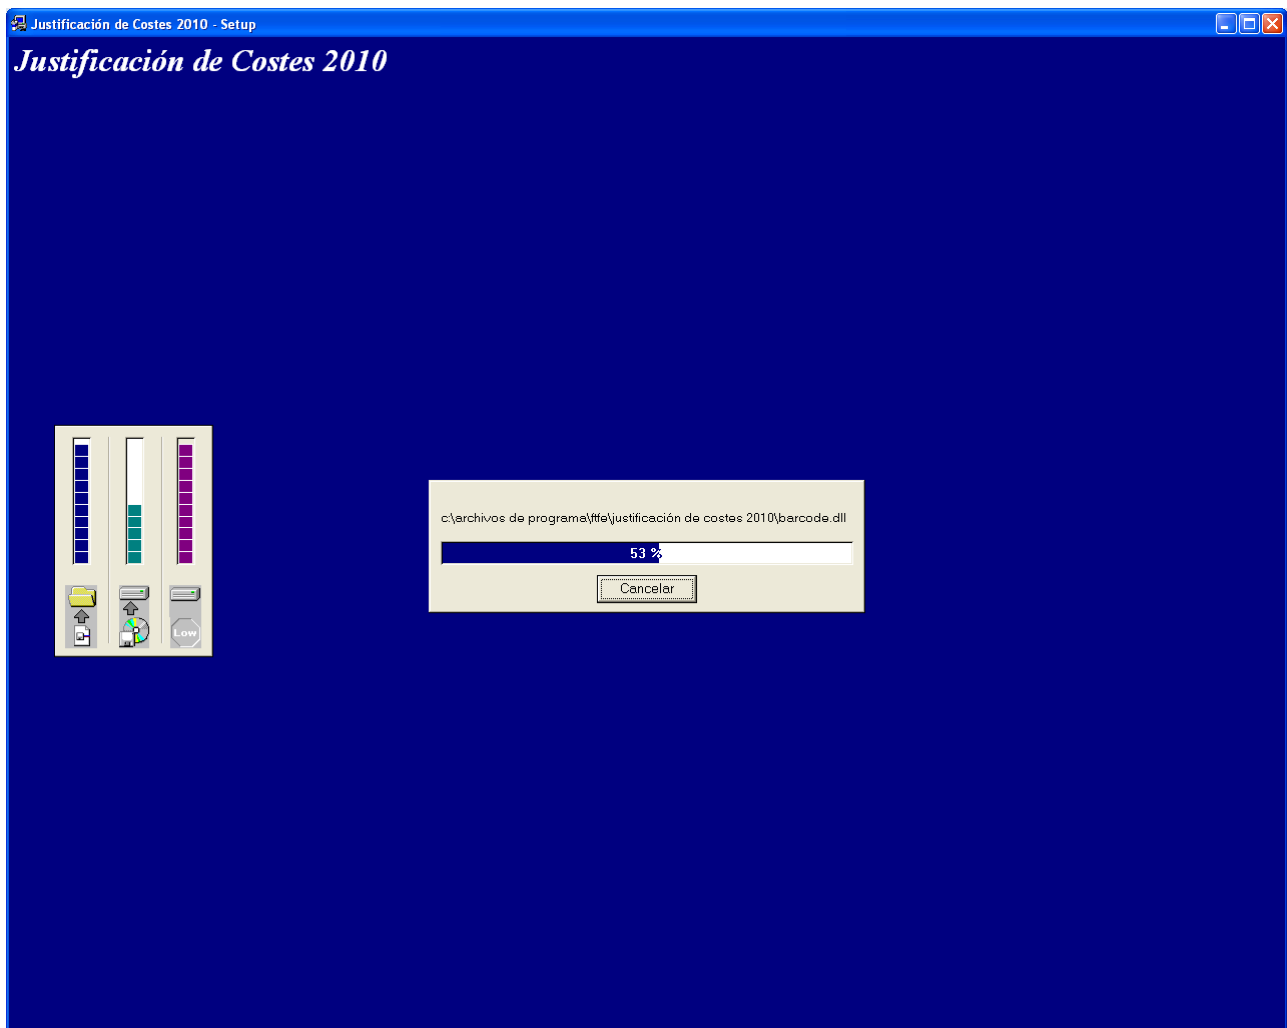 Justificación de Costes 2010 - Setup
Justificación de Costes 2010
c:\archivos de programa\ftfe\justificación de costes 2010\barcode.dll
53 %
Cancelar
Low